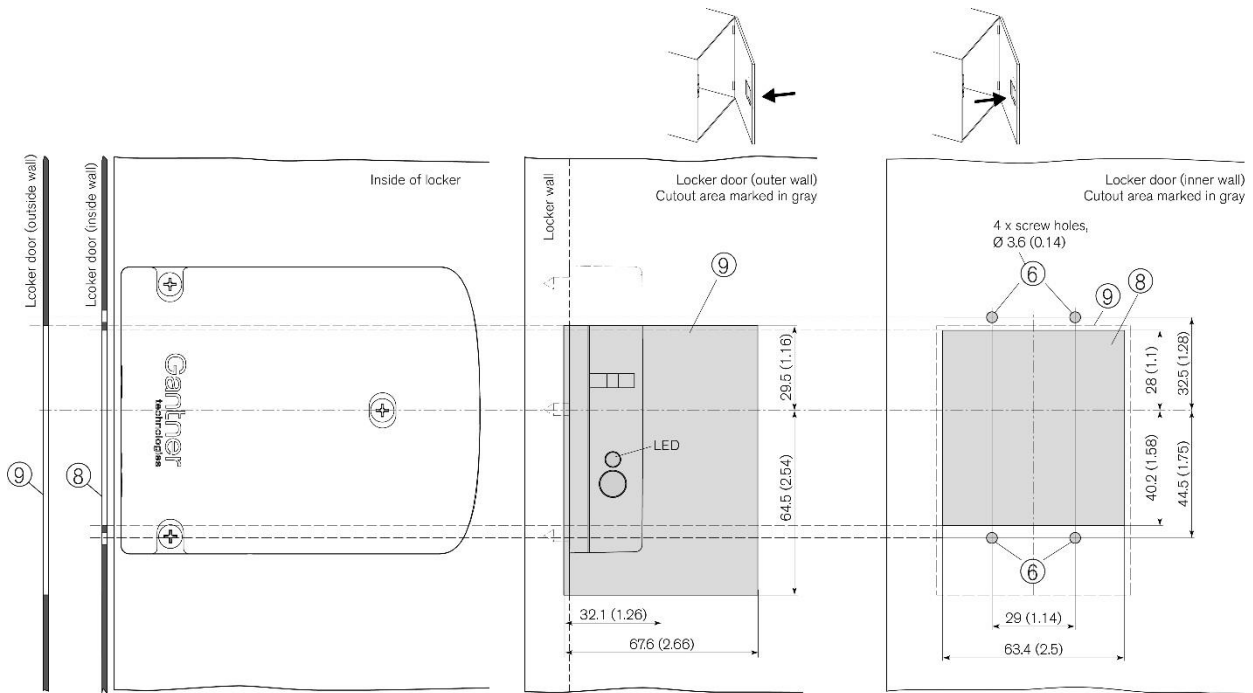 Locker door (outside wall)
Locker door (inside wall)
Inside of locker
Gantner
technologies
Locker wall
Locker door (outer wall)
Cutout area marked in gray
Locker door (inner wall)
Cutout area marked in gray
4 x screw holes,
Ø 3.6 (0.14)
6
9
8
9
LED
29.5 (1.16)
64.5 (2.54)
32.1 (1.26)
67.6 (2.66)
28 (1.1)
32.5 (1.28)
40.2 (1.58)
44.5 (1.75)
6
29 (1.14)
63.4 (2.5)
9
8